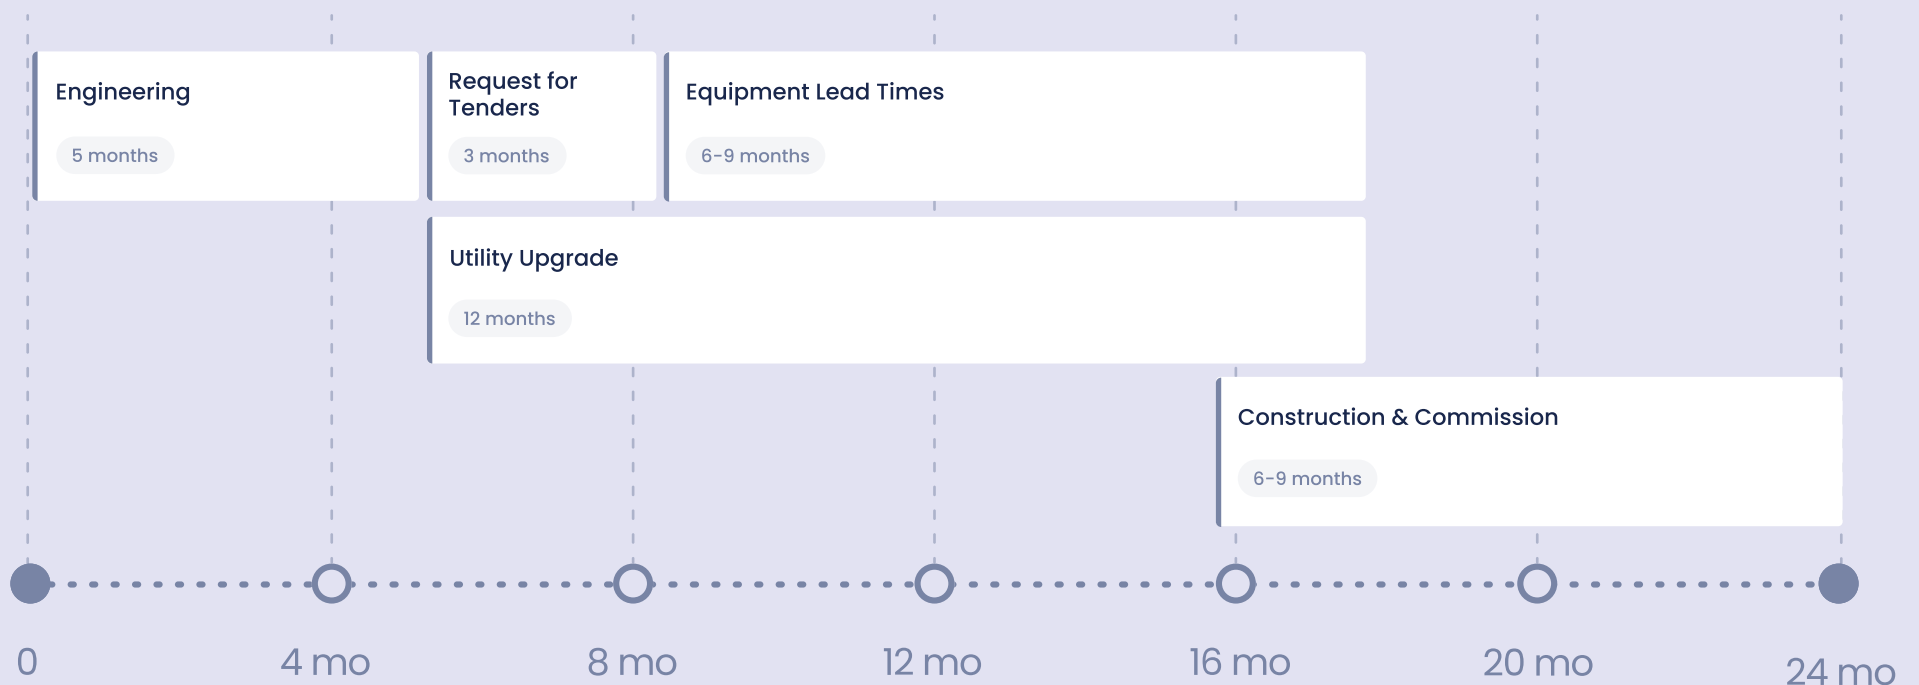 Engineering
5 months
Request for
Tenders
3 months
Equipment Lead Times
6-9 months
Utility Upgrade
12 months
Construction & Commission
6-9 months
0
4 mo
8 mo
12 mo
16 mo
20 mo
24 mo